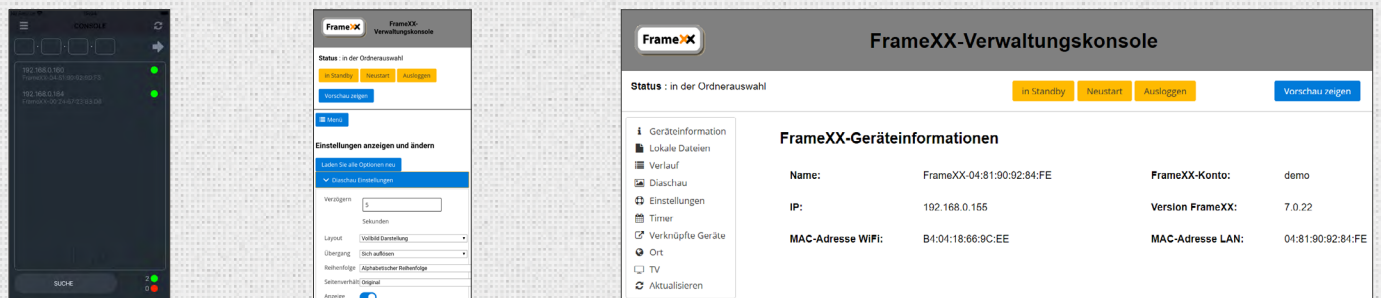 CONSOLE
192.168.0.160
192.168.0.184
SUCHE
2
0
FrameXX
FrameXX-
Verwaltungskonsole
Status : in der Ordnerauswahl
in Standby Neustart Ausloggen
Vorschau zeigen
Menü
Einstellungen anzeigen und ändern
Laden Sie alle Optionen neu
Diaschau Einstellungen
Verzögern 5
Sekunden
Layout Vollbild Darstellung
Übergang Sich auflösen
Reihenfolge Alphabetischer Reihenfolge
Seitenverhält Original
Anzeige
FrameXX
FrameXX-Verwaltungskonsole
Status : in der Ordnerauswahl in Standby Neustart Ausloggen Vorschau zeigen
Geräteinformation
Lokale Dateien
Verlauf
Diaschau
Einstellungen
Timer
Verknüpfte Geräte
Ort
TV
Aktualisieren
FrameXX-Geräteinformationen
Name: FrameXX-04:81:90:92:84:FE FrameXX-Konto: demo
IP: 192.168.0.155 Version FrameXX: 7.0.22
MAC-Adresse WiFi: B4:04:18:66:9C:EE MAC-Adresse LAN: 04:81:90:92:84:FE